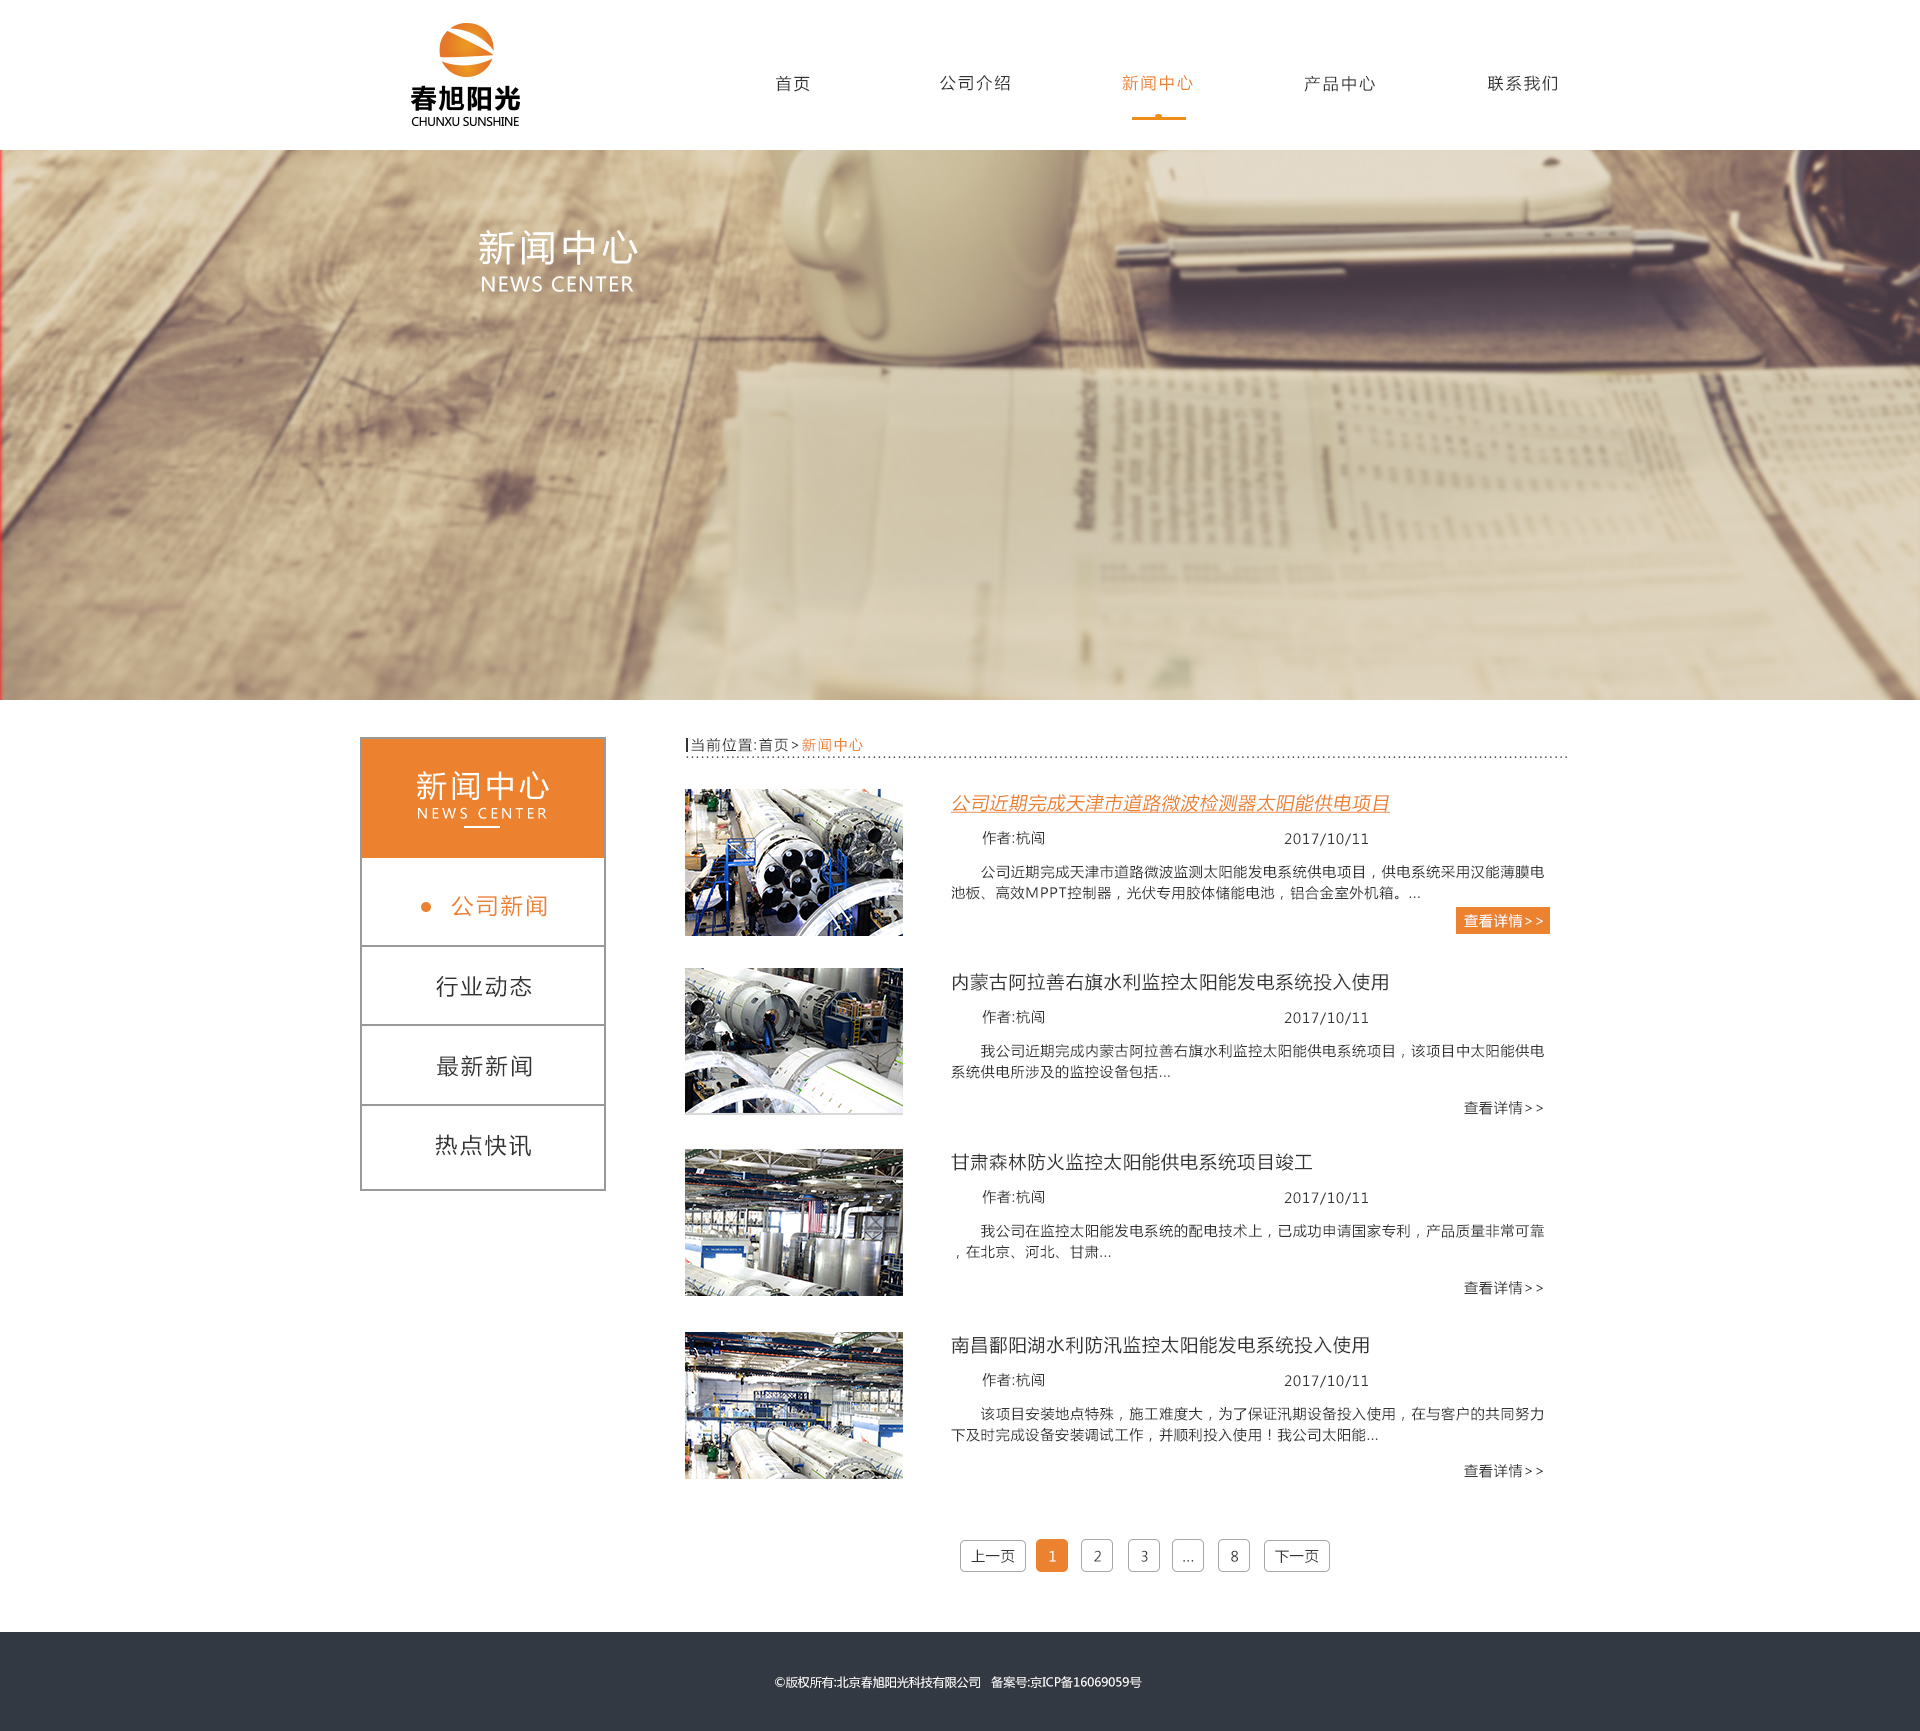 春旭阳光
CHUNXU SUNSHINE
首页
公司介绍
新闻中心
产品中心
联系我们
新闻中心
NEWS CENTER
Rendite italienische
新闻中心
NEWS CENTER
公司新闻
行业动态
最新新闻
热点快讯
当前位置:首页>新闻中心
公司近期完成天津市道路微波检测器太阳能供电项目
作者:杭闯
2017/10/11
公司近期完成天津市道路微波监测太阳能发电系统供电项目，供电系统采用汉能薄膜电
池板、高效MPPT控制器，光伏专用胶体储能电池，铝合金室外机箱。...
查看详情>>
内蒙古阿拉善右旗水利监控太阳能发电系统投入使用
作者:杭闯
2017/10/11
我公司近期完成内蒙古阿拉善右旗水利监控太阳能供电系统项目，该项目中太阳能供电
系统供电所涉及的监控设备包括...
查看详情>>
甘肃森林防火监控太阳能供电系统项目竣工
作者:杭闯
2017/10/11
我公司在监控太阳能发电系统的配电技术上，已成功申请国家专利，产品质量非常可靠
，在北京、河北、甘肃...
查看详情>>
南昌鄱阳湖水利防汛监控太阳能发电系统投入使用
作者:杭闯
2017/10/11
该项目安装地点特殊，施工难度大，为了保证汛期设备投入使用，在与客户的共同努力
下及时完成设备安装调试工作，并顺利投入使用！我公司太阳能...
查看详情>>
上一页
1
2
3
...
8
下一页
©版权所有:北京春旭阳光科技有限公司 备案号:京ICP备16069059号